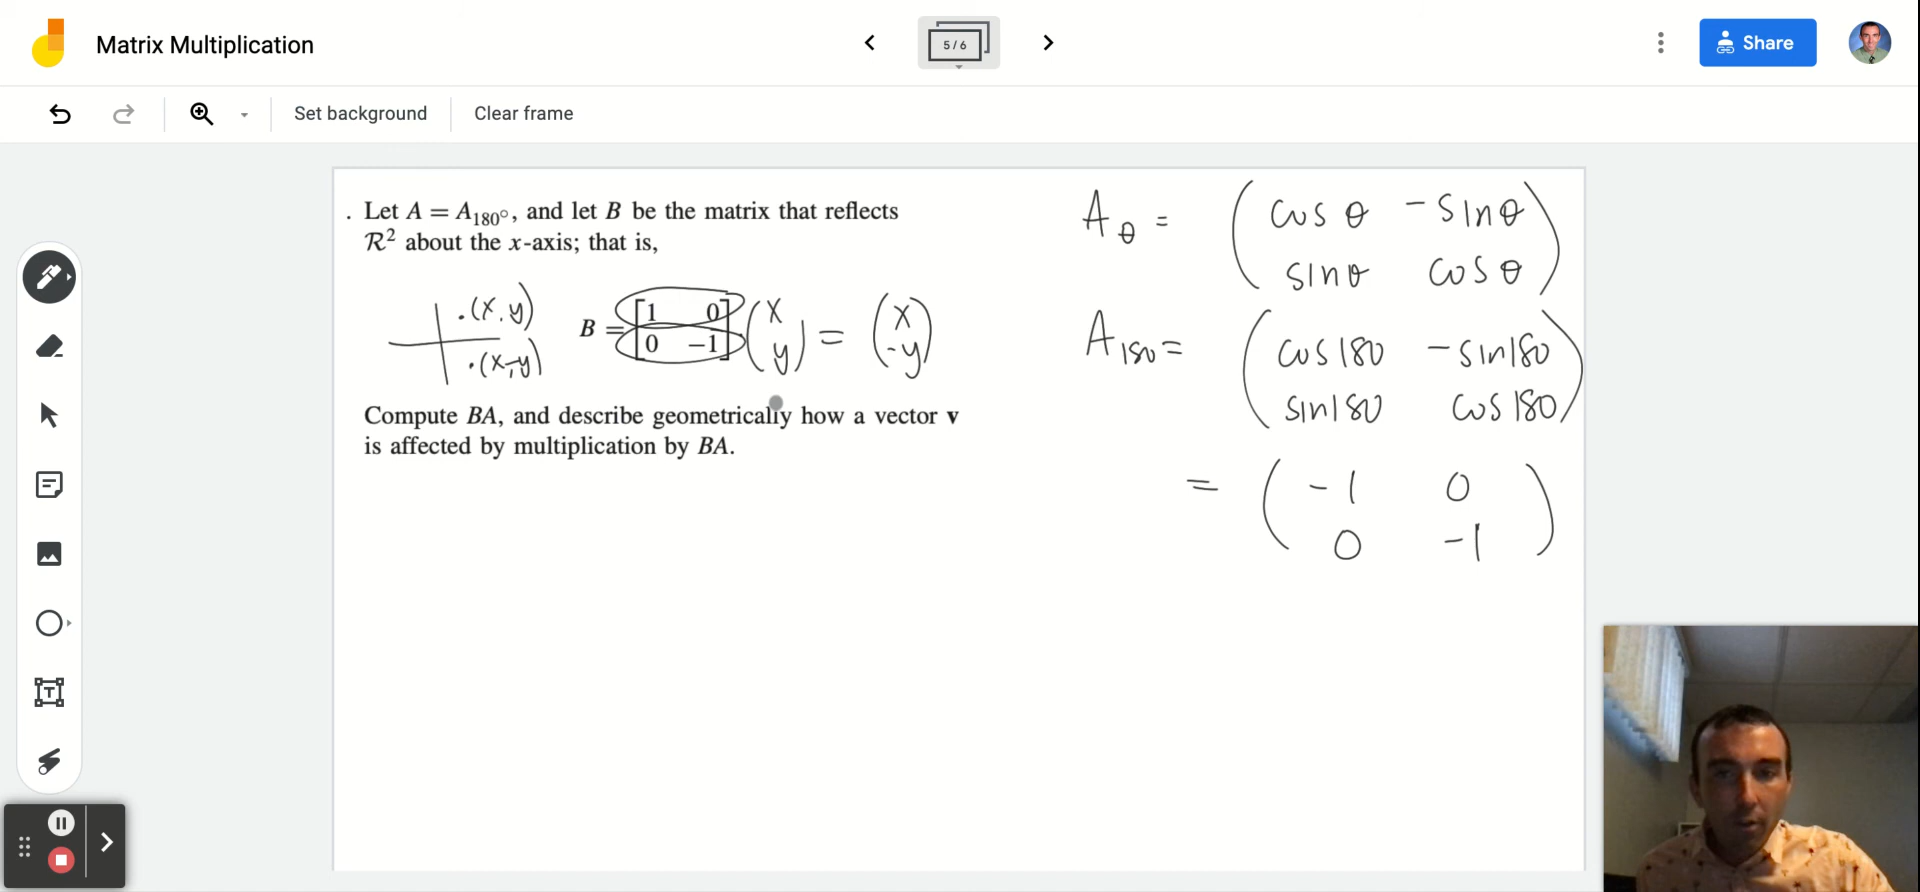 Matrix Multiplication
5 / 6
Share
Set background
Clear frame
. Let A = A180°, and let B be the matrix that reflects
R² about the x-axis; that is,
.(x,y)
.(x,-y)
B = [1 0] (x) = (x)
[0 -1] (y) (-y)
Compute BA, and describe geometrically how a vector v
is affected by multiplication by BA.
Aθ = (cos θ -sin θ)
(sin θ cos θ)
A180 = (cos 180 -sin 180)
(sin 180 cos 180)
= (-1 0)
(0 -1)